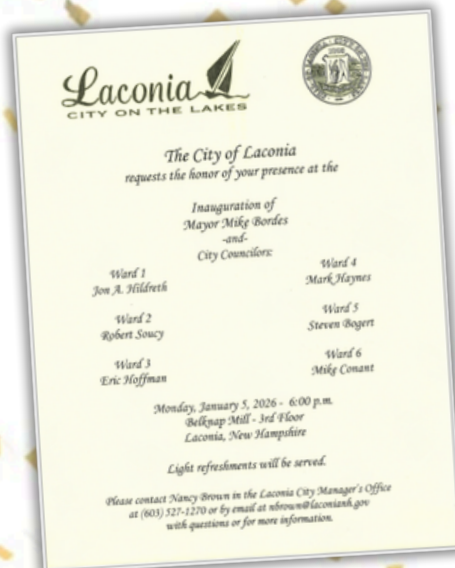 Laconia
CITY ON THE LAKES
The City of Laconia
requests the honor of your presence at the
Inauguration of
Mayor Mike Bordes
-and-
City Councilors:
Ward 1
Jon A. Hildreth
Ward 4
Mark Haynes
Ward 2
Robert Soucy
Ward 5
Steven Bogert
Ward 3
Eric Hoffman
Ward 6
Mike Conant
Monday, January 5, 2026 - 6:00 p.m.
Belknap Mill - 3rd Floor
Laconia, New Hampshire
Light refreshments will be served.
Please contact Nancy Brown in the Laconia City Manager's Office
at (603) 527-1270 or by email at nbrown@laconianh.gov
with questions or for more information.